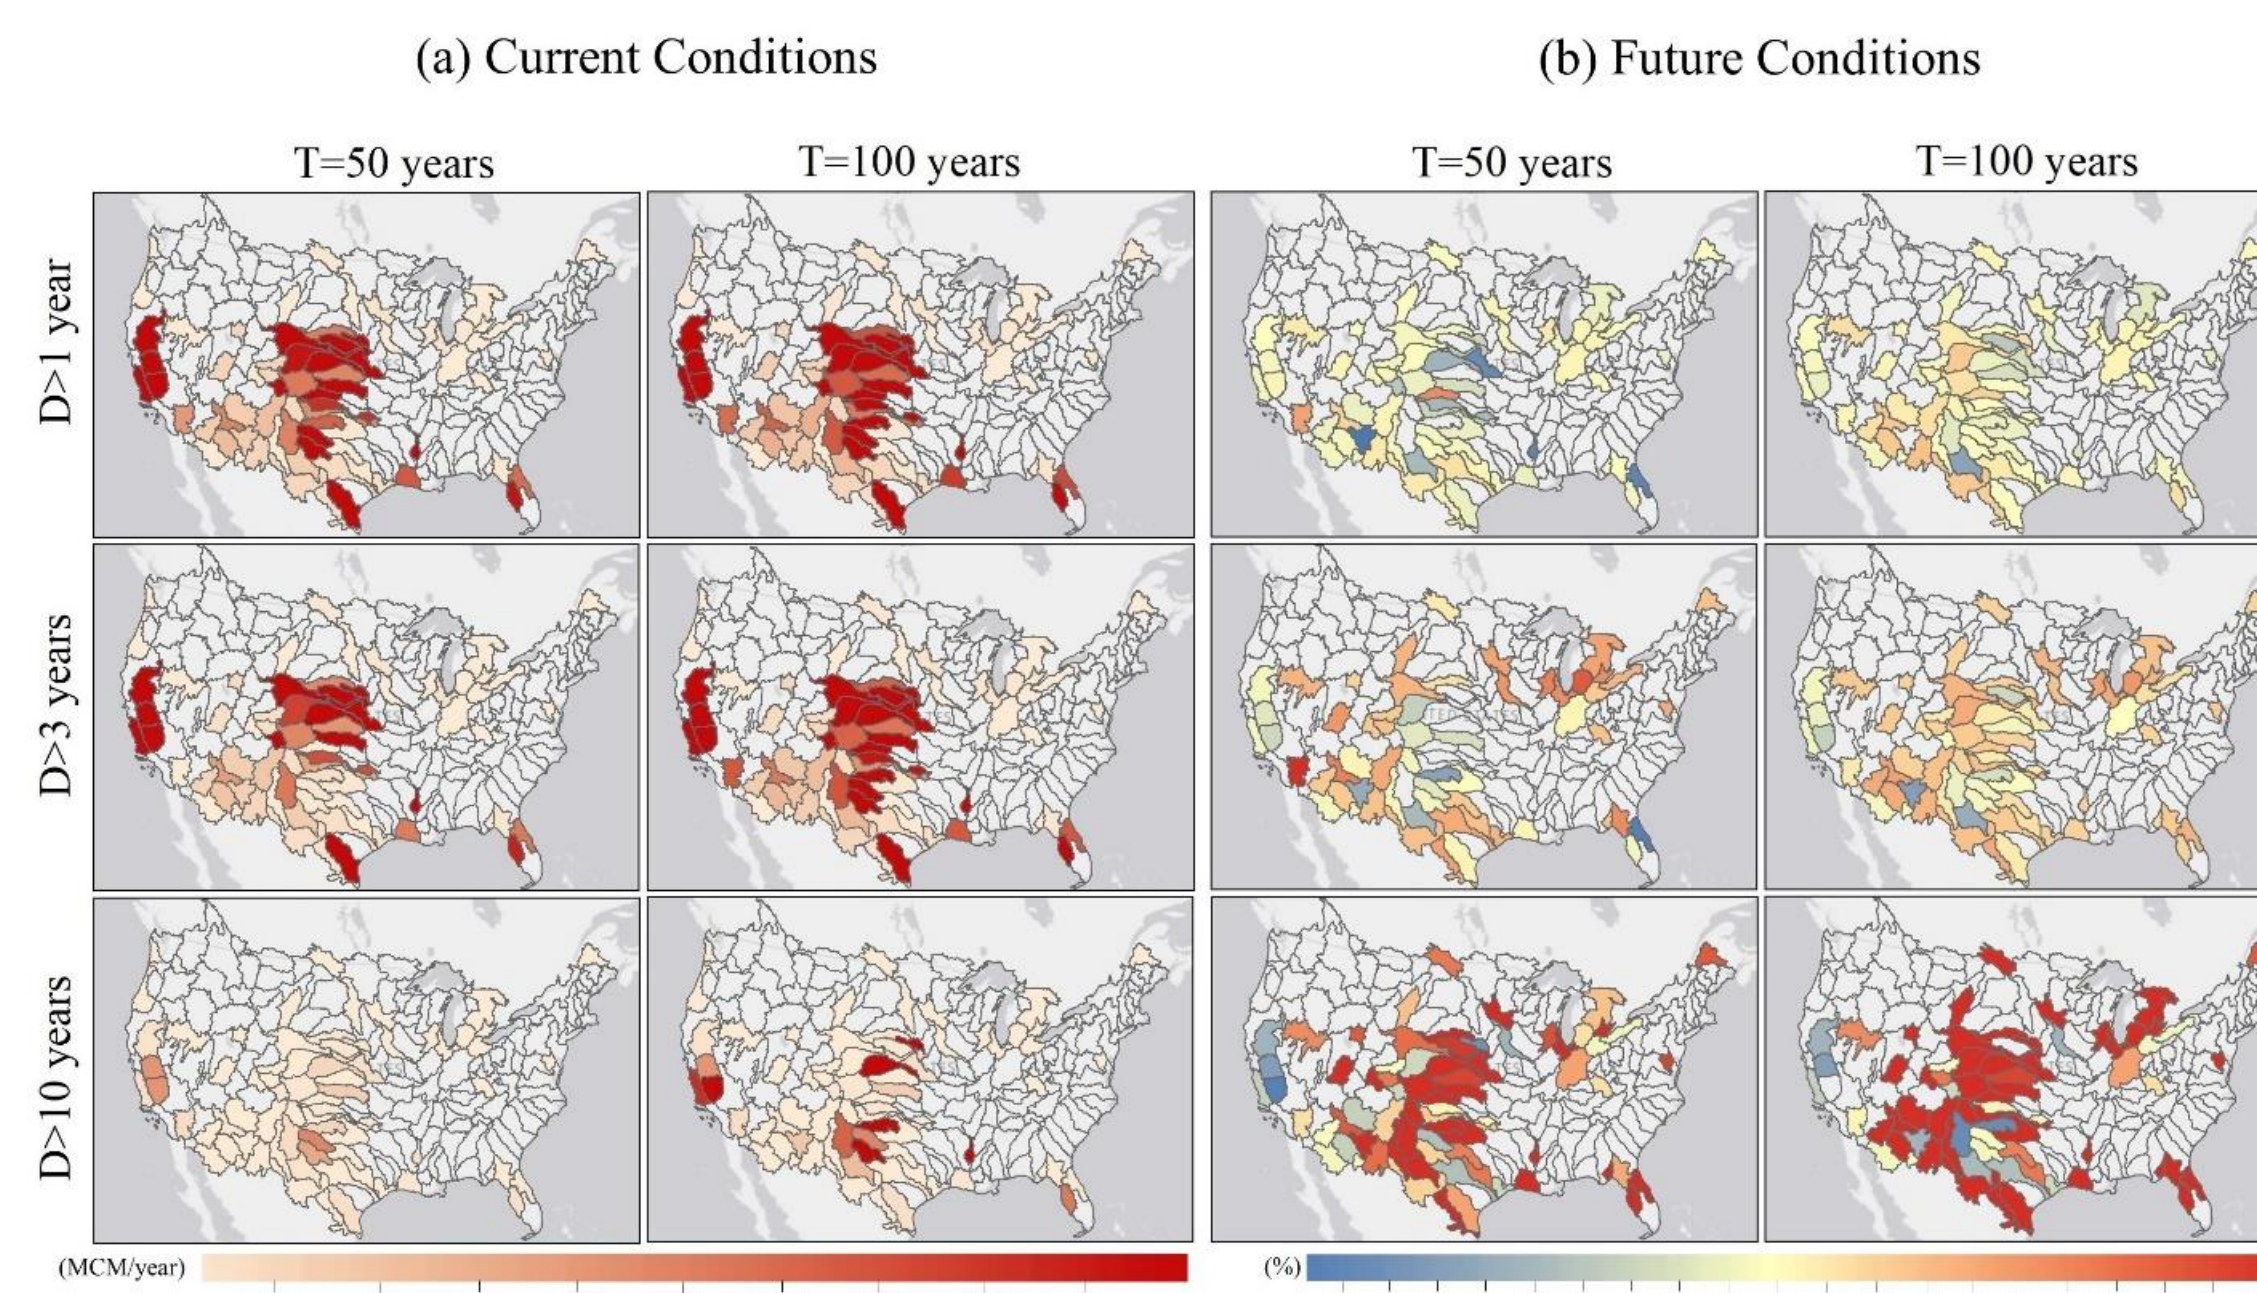 (a) Current Conditions
(b) Future Conditions
T=50 years
T=100 years
T=50 years
T=100 years
D>1 year
D>3 years
D>10 years
(MCM/year)
(%)